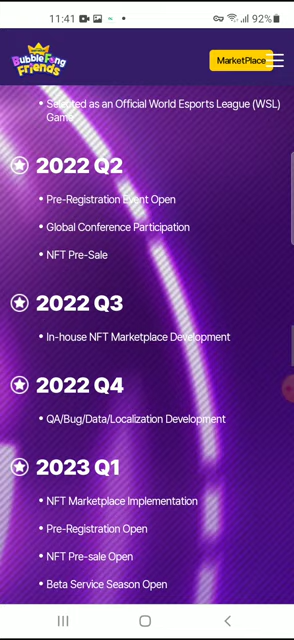 11:41
92%
BubbleFong
Friends
MarketPlace
• Selected as an Official World Esports League (WSL)
Game
2022 Q2
• Pre-Registration Event Open
• Global Conference Participation
• NFT Pre-Sale
2022 Q3
• In-house NFT Marketplace Development
2022 Q4
• QA/Bug/Data/Localization Development
2023 Q1
• NFT Marketplace Implementation
• Pre-Registration Open
• NFT Pre-sale Open
• Beta Service Season Open